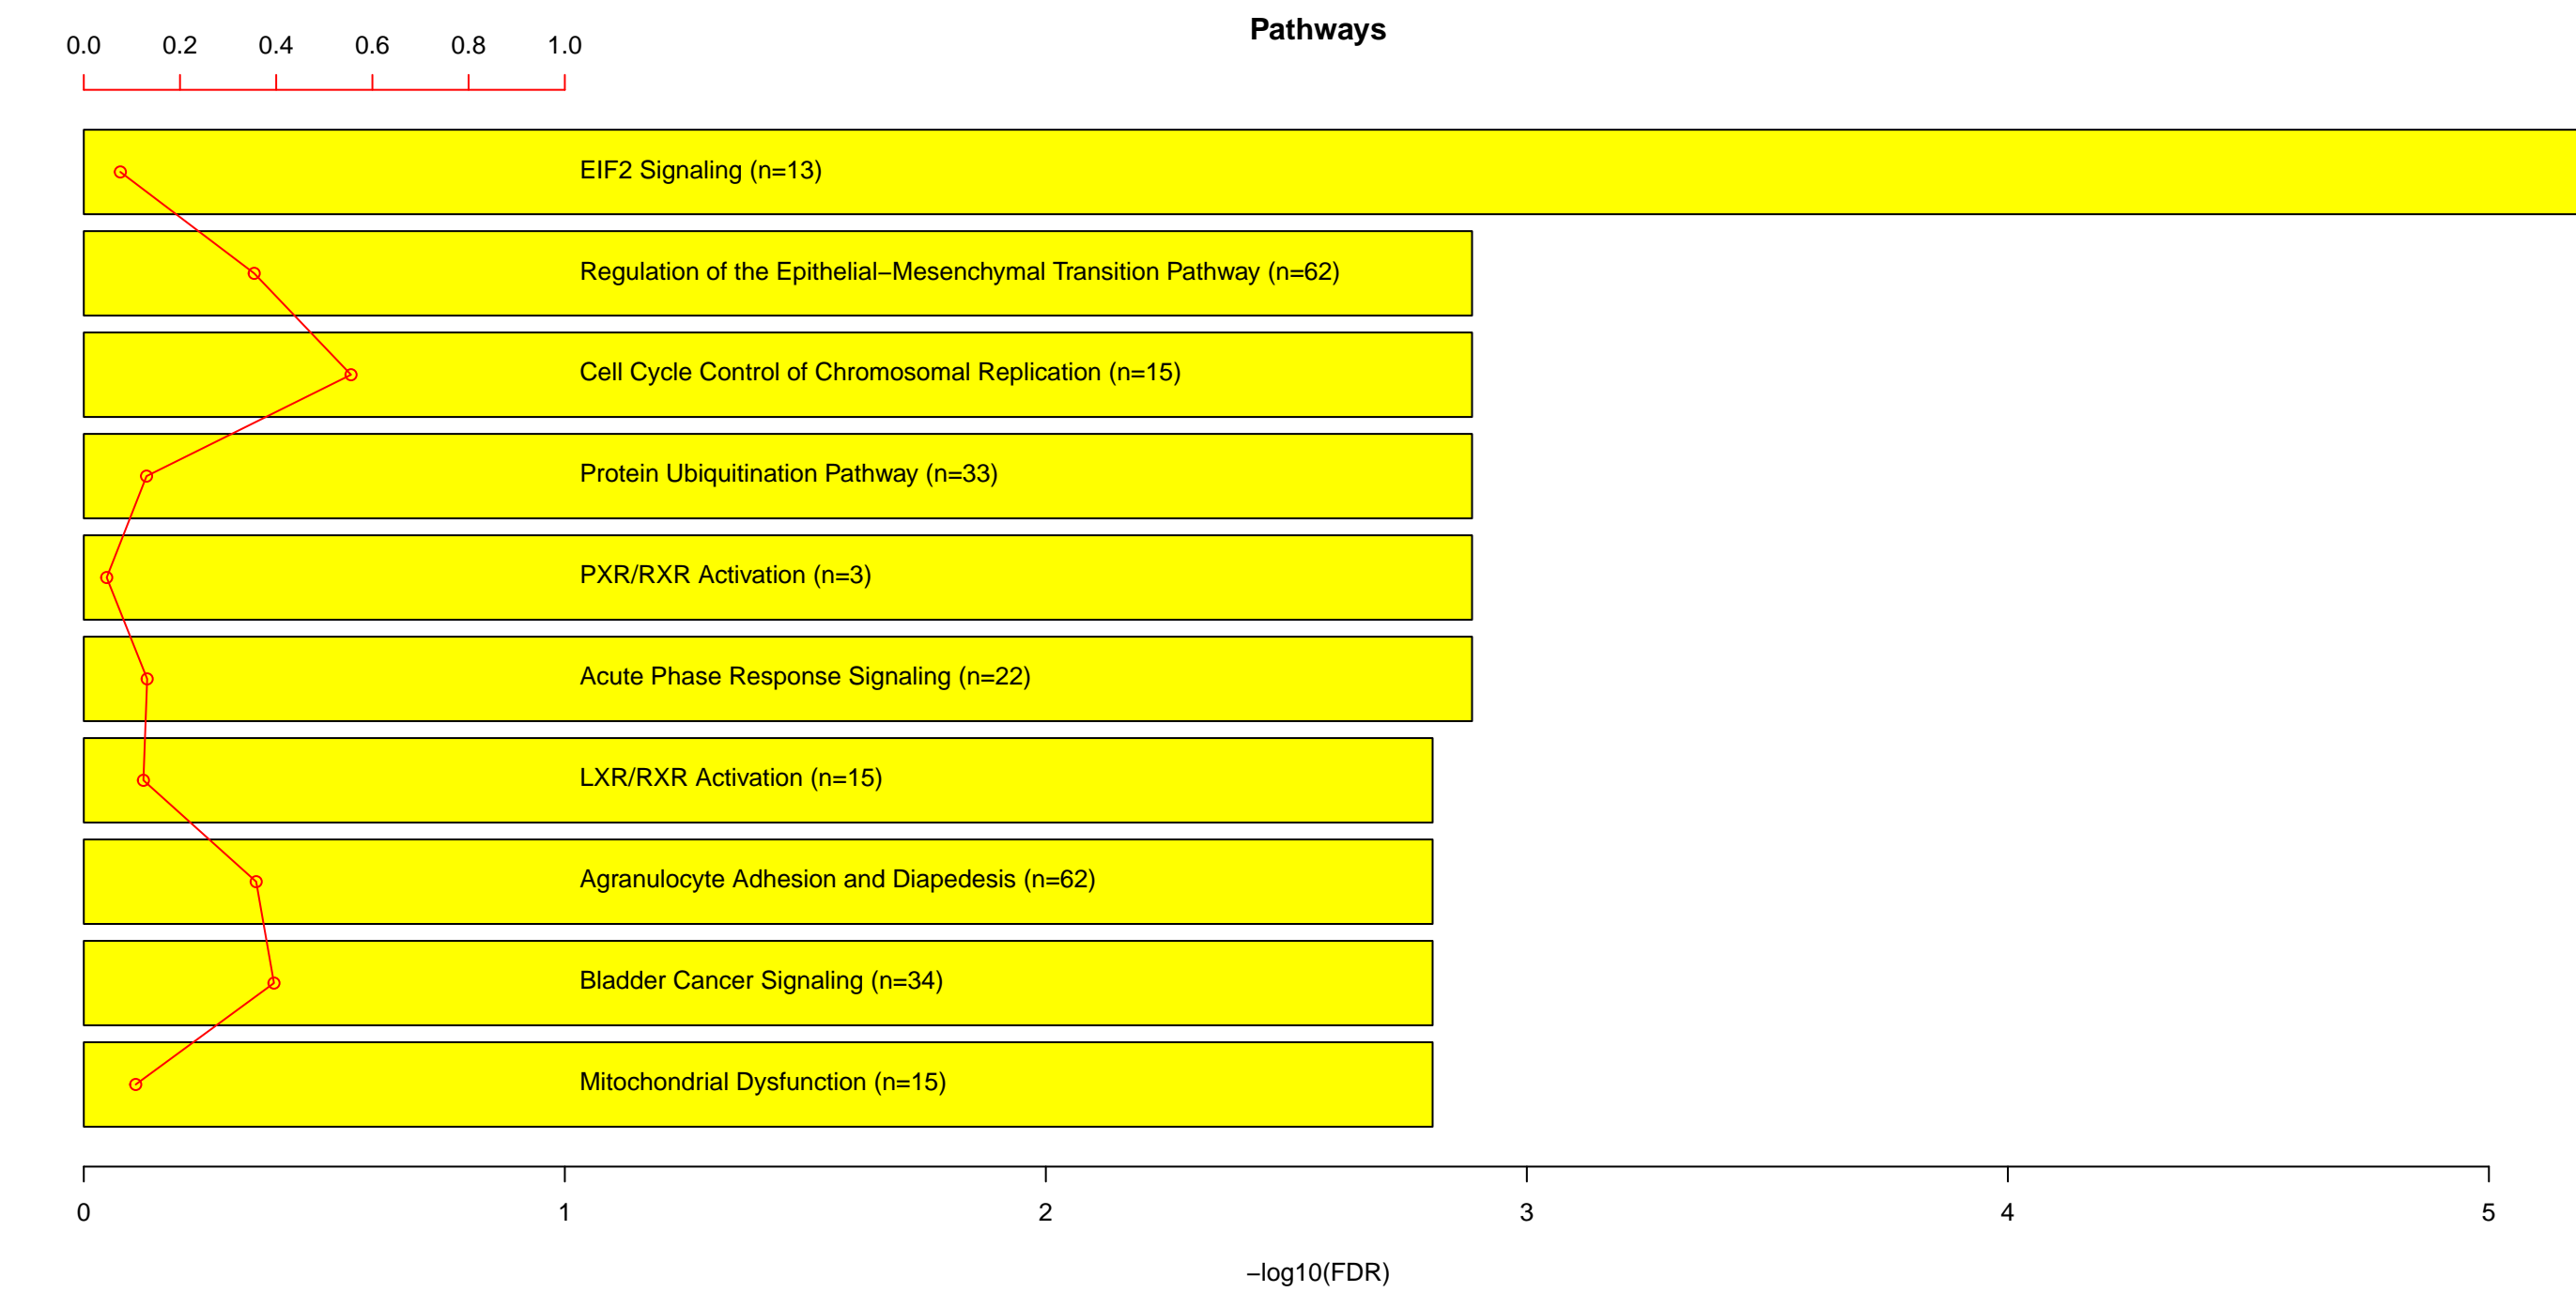 Pathways
0.0 0.2 0.4 0.6 0.8 1.0
EIF2 Signaling (n=13)
Regulation of the Epithelial−Mesenchymal Transition Pathway (n=62)
Cell Cycle Control of Chromosomal Replication (n=15)
Protein Ubiquitination Pathway (n=33)
PXR/RXR Activation (n=3)
Acute Phase Response Signaling (n=22)
LXR/RXR Activation (n=15)
Agranulocyte Adhesion and Diapedesis (n=62)
Bladder Cancer Signaling (n=34)
Mitochondrial Dysfunction (n=15)
0 1 2 3 4 5
−log10(FDR)